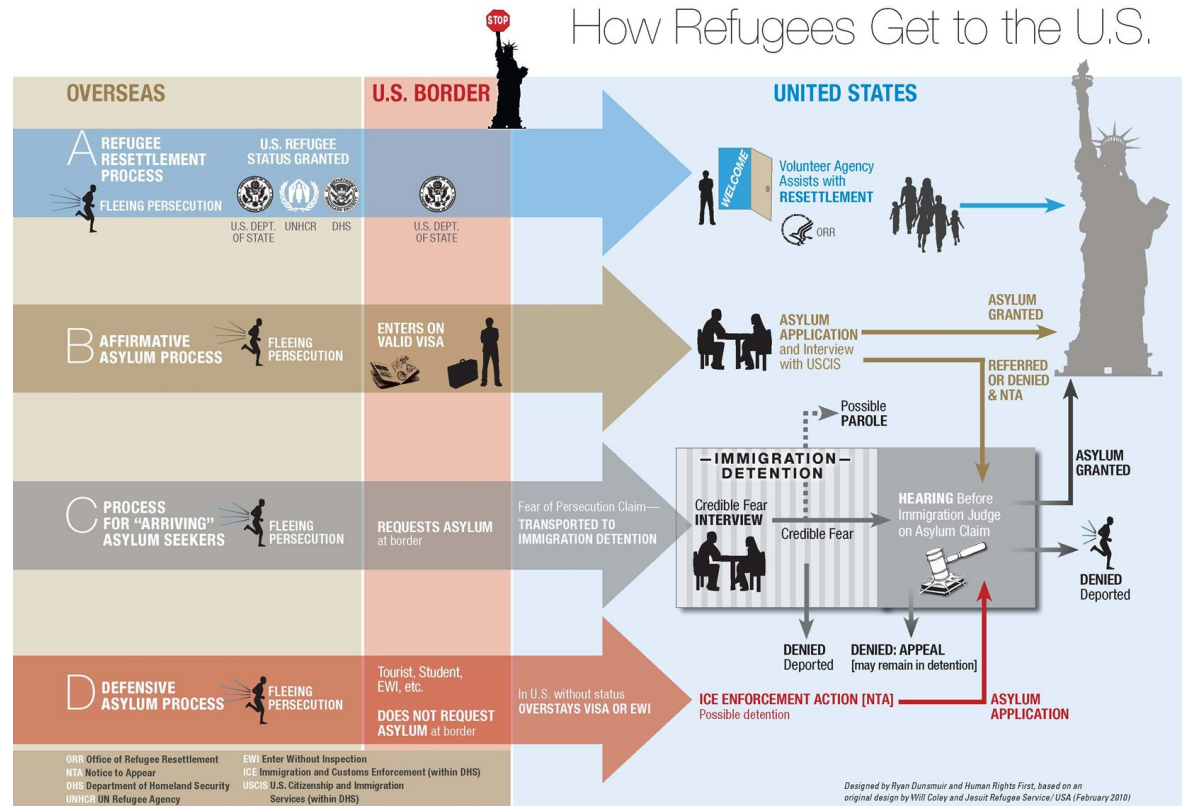 STOP
How Refugees Get to the U.S.
OVERSEAS
U.S. BORDER
UNITED STATES
A REFUGEE
RESETTLEMENT
PROCESS
FLEEING PERSECUTION
U.S. REFUGEE
STATUS GRANTED
U.S. DEPT.
OF STATE
UNHCR
DHS
U.S. DEPT.
OF STATE
WELCOME
Volunteer Agency
Assists with
RESETTLEMENT
ORR
B AFFIRMATIVE
ASYLUM PROCESS
FLEEING
PERSECUTION
ENTERS ON
VALID VISA
ASYLUM
APPLICATION
and Interview
with USCIS
ASYLUM
GRANTED
REFERRED
OR DENIED
& NTA
C PROCESS
FOR "ARRIVING"
ASYLUM SEEKERS
FLEEING
PERSECUTION
REQUESTS ASYLUM
at border
Fear of Persecution Claim—
TRANSPORTED TO
IMMIGRATION DETENTION
Possible
PAROLE
—IMMIGRATION—
DETENTION
Credible Fear
INTERVIEW
Credible Fear
HEARING Before
Immigration Judge
on Asylum Claim
ASYLUM
GRANTED
DENIED
Deported
DENIED
Deported
DENIED: APPEAL
[may remain in detention]
D DEFENSIVE
ASYLUM PROCESS
FLEEING
PERSECUTION
Tourist, Student,
EWI, etc.
DOES NOT REQUEST
ASYLUM at border
In U.S. without status
OVERSTAYS VISA OR EWI
ICE ENFORCEMENT ACTION [NTA]
Possible detention
ASYLUM
APPLICATION
ORR Office of Refugee Resettlement
NTA Notice to Appear
DHS Department of Homeland Security
UNHCR UN Refugee Agency
EWI Enter Without Inspection
ICE Immigration and Customs Enforcement (within DHS)
USCIS U.S. Citizenship and Immigration
Services (within DHS)
Designed by Ryan Dunsmuir and Human Rights First, based on an
original design by Will Coley and Jesuit Refugee Service/ USA (February 2010)